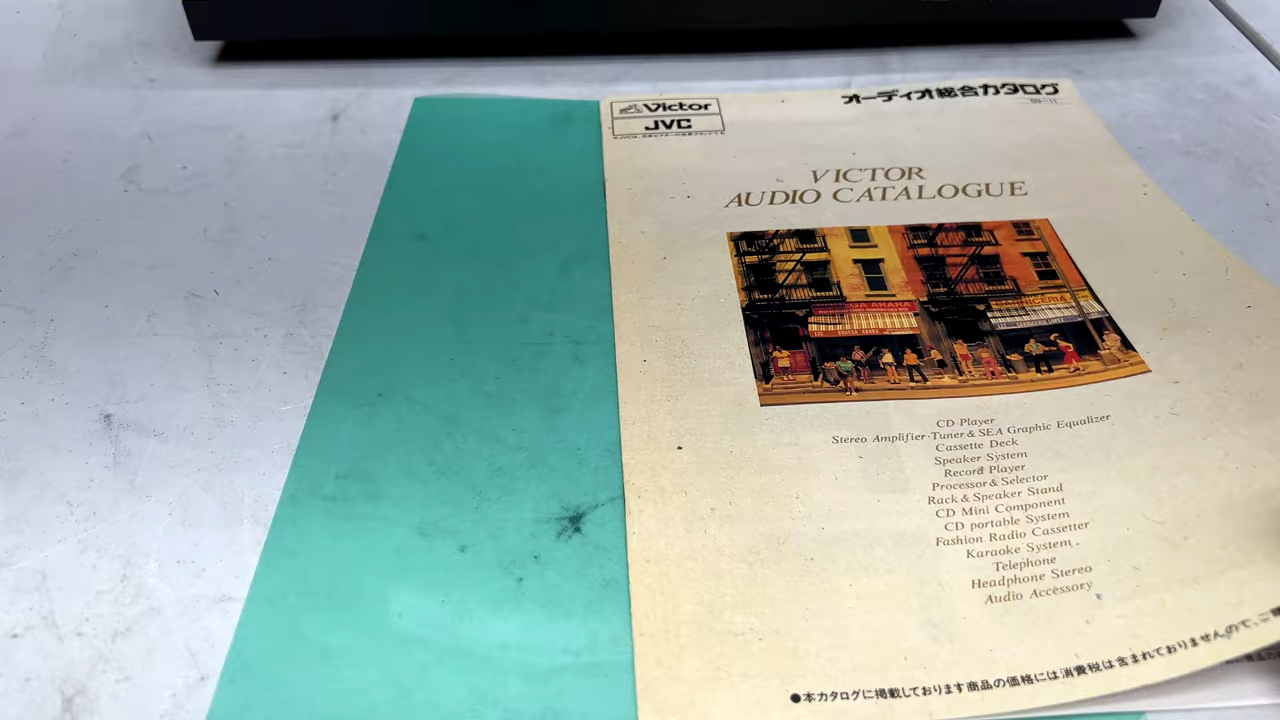 Victor
JVC
オーディオ総合カタログ
VICTOR
AUDIO CATALOGUE
CD Player
Stereo Amplifier·Tuner & SEA Graphic Equalizer
Cassette Deck
Speaker System
Record Player
Processor & Selector
Rack & Speaker Stand
CD Mini Component
CD portable System
Fashion Radio Cassetter
Karaoke System
Telephone
Headphone Stereo
Audio Accessory
●本カタログに掲載しております商品の価格には消費税は含まれておりませんので、ご